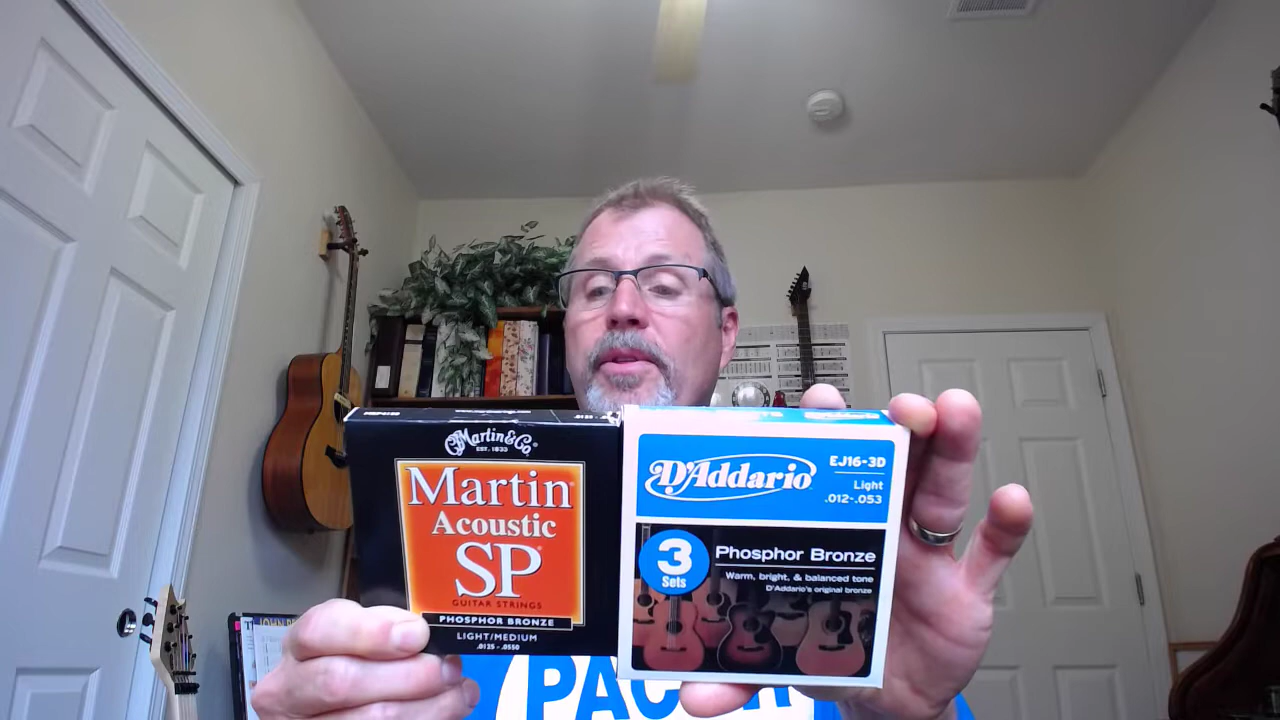 C.F. Martin & Co.
EST. 1833
Martin
Acoustic
SP
GUITAR STRINGS
PHOSPHOR BRONZE
LIGHT/MEDIUM
.0125 - .0550
D'Addario
EJ16-3D
Light
.012-.053
3
Sets
Phosphor Bronze
Warm, bright, & balanced tone
D'Addario's original bronze
D'Addario